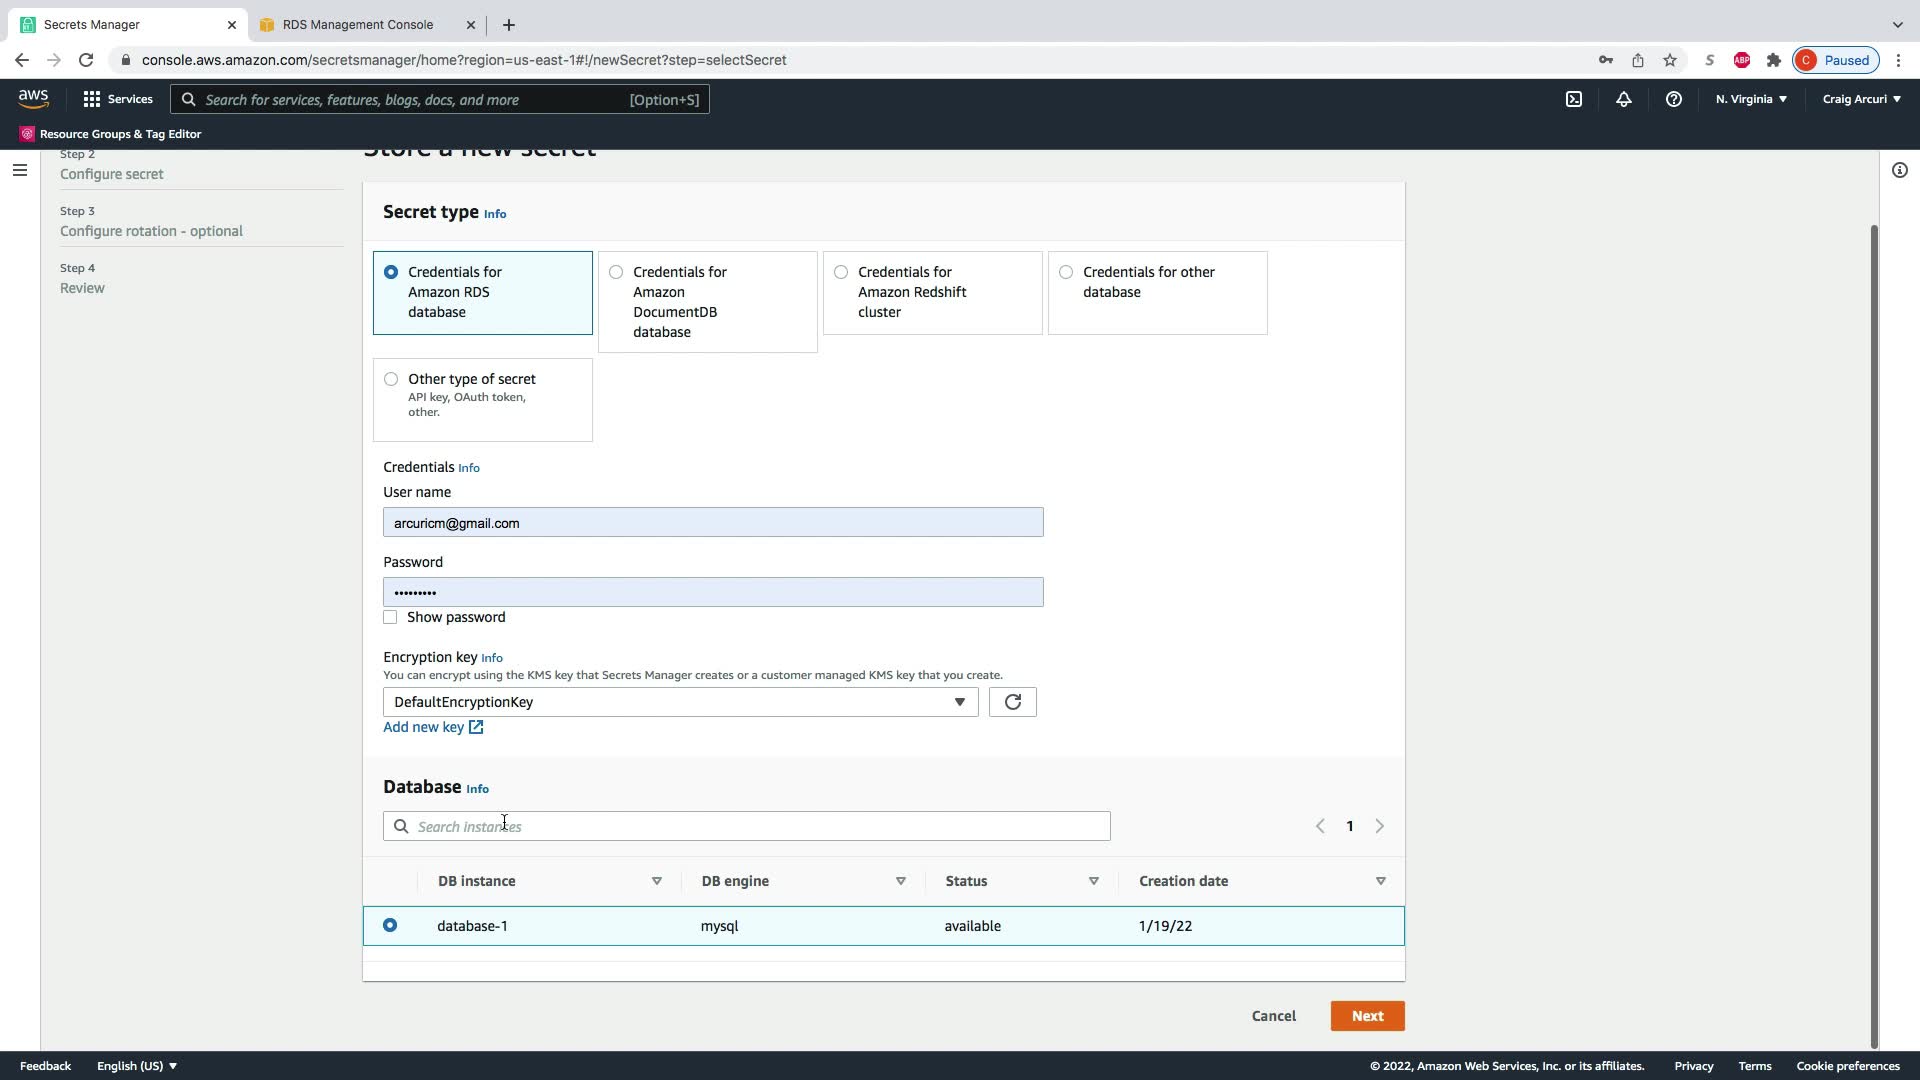 Secrets Manager
RDS Management Console
console.aws.amazon.com/secretsmanager/home?region=us-east-1#!/newSecret?step=selectSecret
ABP
C Paused
aws
Services
Search for services, features, blogs, docs, and more [Option+S]
N. Virginia
Craig Arcuri
Resource Groups & Tag Editor
Step 2
Configure secret
Step 3
Configure rotation - optional
Step 4
Review
Store a new secret
Secret type Info
Credentials for
Amazon RDS
database
Credentials for
Amazon
DocumentDB
database
Credentials for
Amazon Redshift
cluster
Credentials for other
database
Other type of secret
API key, OAuth token,
other.
Credentials Info
User name
arcuricm@gmail.com
Password
•••••••••
Show password
Encryption key Info
You can encrypt using the KMS key that Secrets Manager creates or a customer managed KMS key that you create.
DefaultEncryptionKey
Add new key
Database Info
Search instances
1
DB instance DB engine Status Creation date
database-1 mysql available 1/19/22
Cancel
Next
Feedback
English (US)
© 2022, Amazon Web Services, Inc. or its affiliates.
Privacy
Terms
Cookie preferences